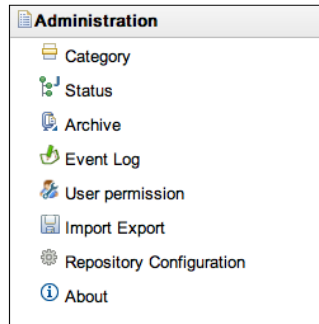 Administration
Category
Status
Archive
Event Log
User permission
Import Export
Repository Configuration
About